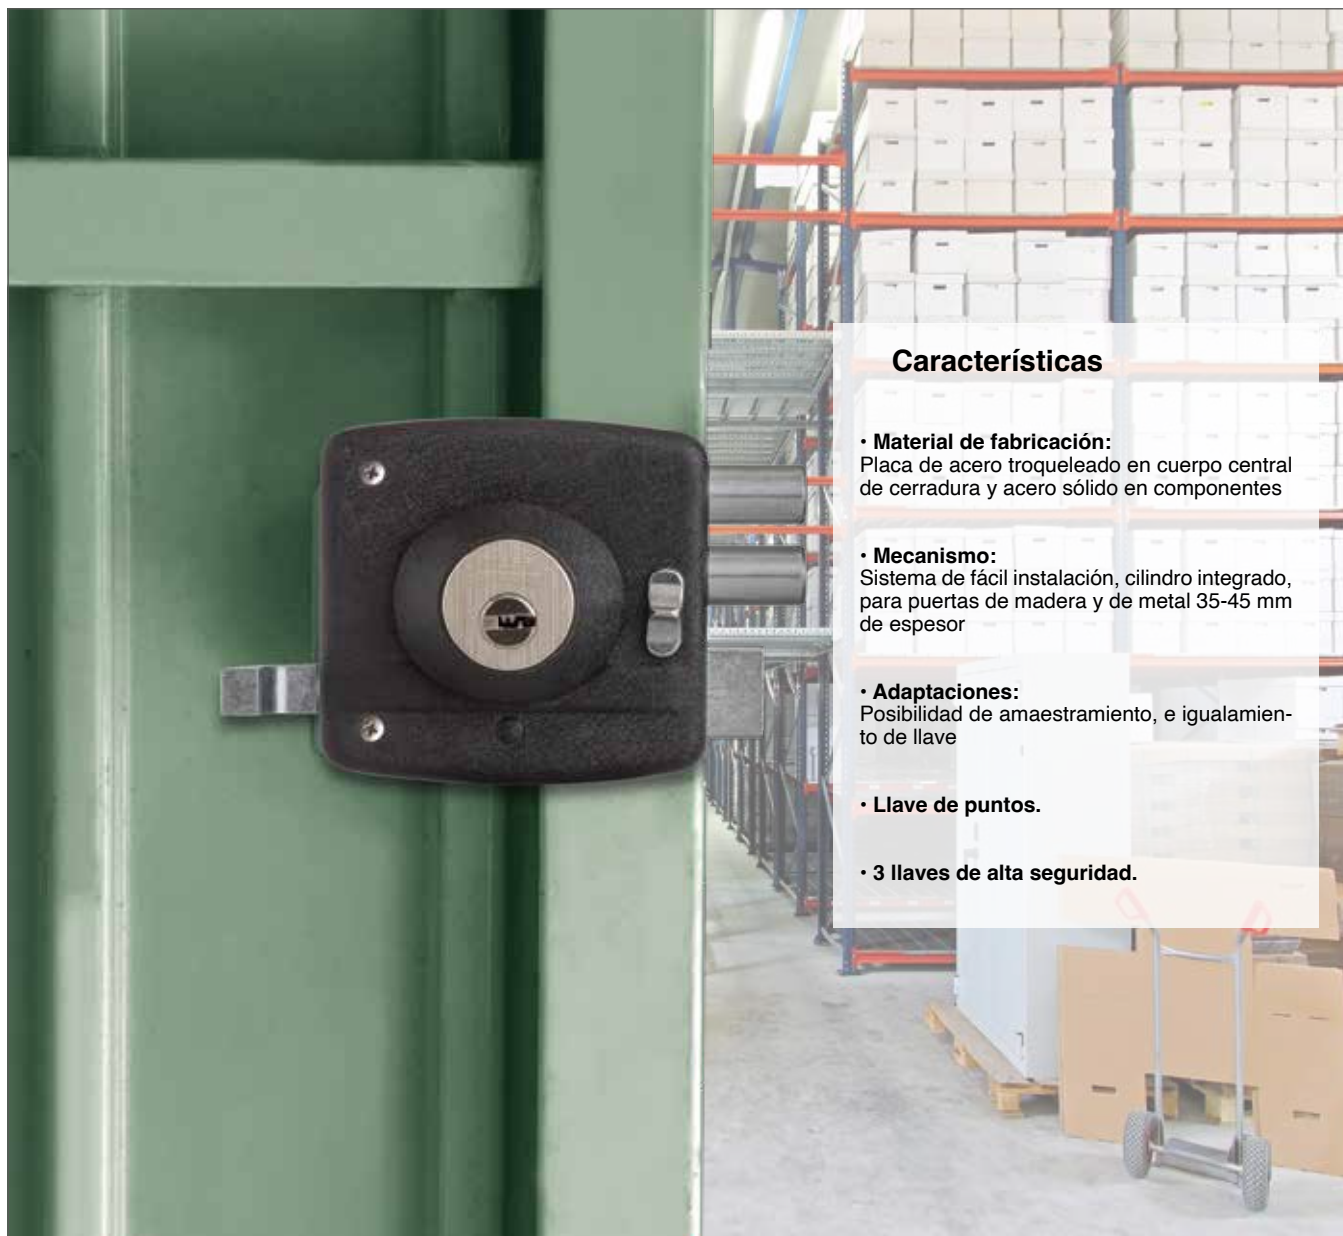 Características
• Material de fabricación:
Placa de acero troqueleado en cuerpo central
de cerradura y acero sólido en componentes
• Mecanismo:
Sistema de fácil instalación, cilindro integrado,
para puertas de madera y de metal 35-45 mm
de espesor
• Adaptaciones:
Posibilidad de amaestramiento, e igualamien-
to de llave
• Llave de puntos.
• 3 llaves de alta seguridad.